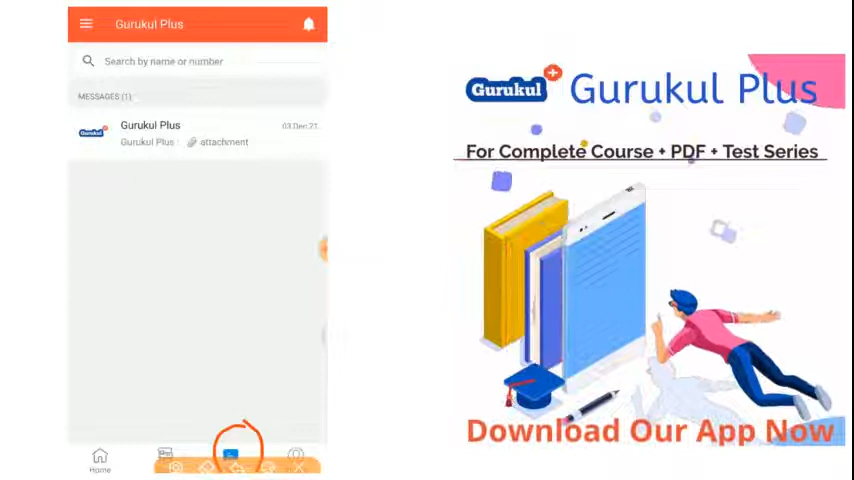 Gurukul Plus
Search by name or number
MESSAGES (1)
Gurukul
Gurukul Plus
03 Dec 21
Gurukul Plus : attachment
Home
Gurukul
Gurukul Plus
For Complete Course + PDF + Test Series
Download Our App Now